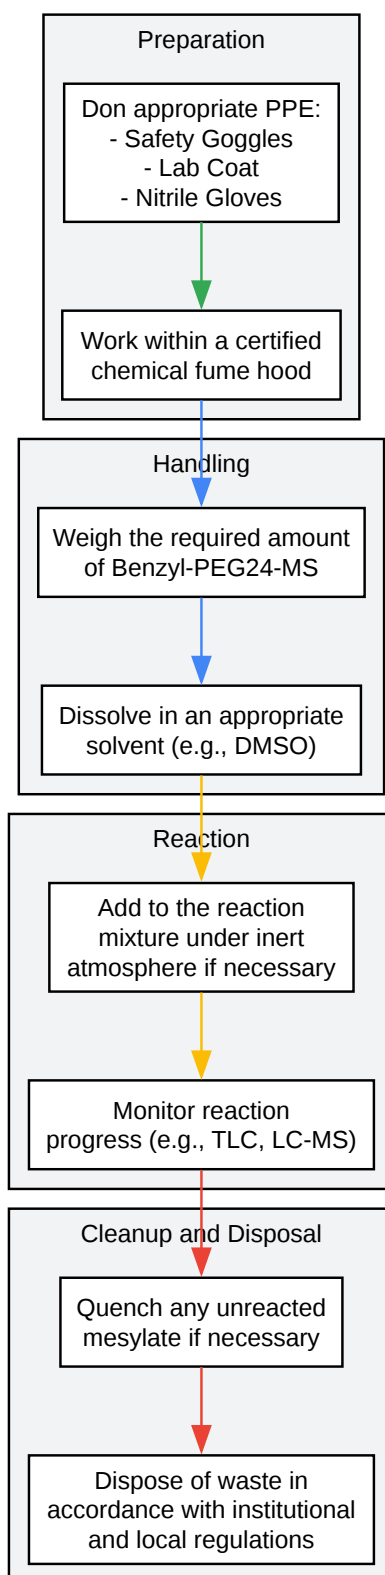 Preparation
Don appropriate PPE:
- Safety Goggles
- Lab Coat
- Nitrile Gloves
Work within a certified
chemical fume hood
Handling
Weigh the required amount
of Benzyl-PEG24-MS
Dissolve in an appropriate
solvent (e.g., DMSO)
Reaction
Add to the reaction
mixture under inert
atmosphere if necessary
Monitor reaction
progress (e.g., TLC, LC-MS)
Cleanup and Disposal
Quench any unreacted
mesylate if necessary
Dispose of waste in
accordance with institutional
and local regulations